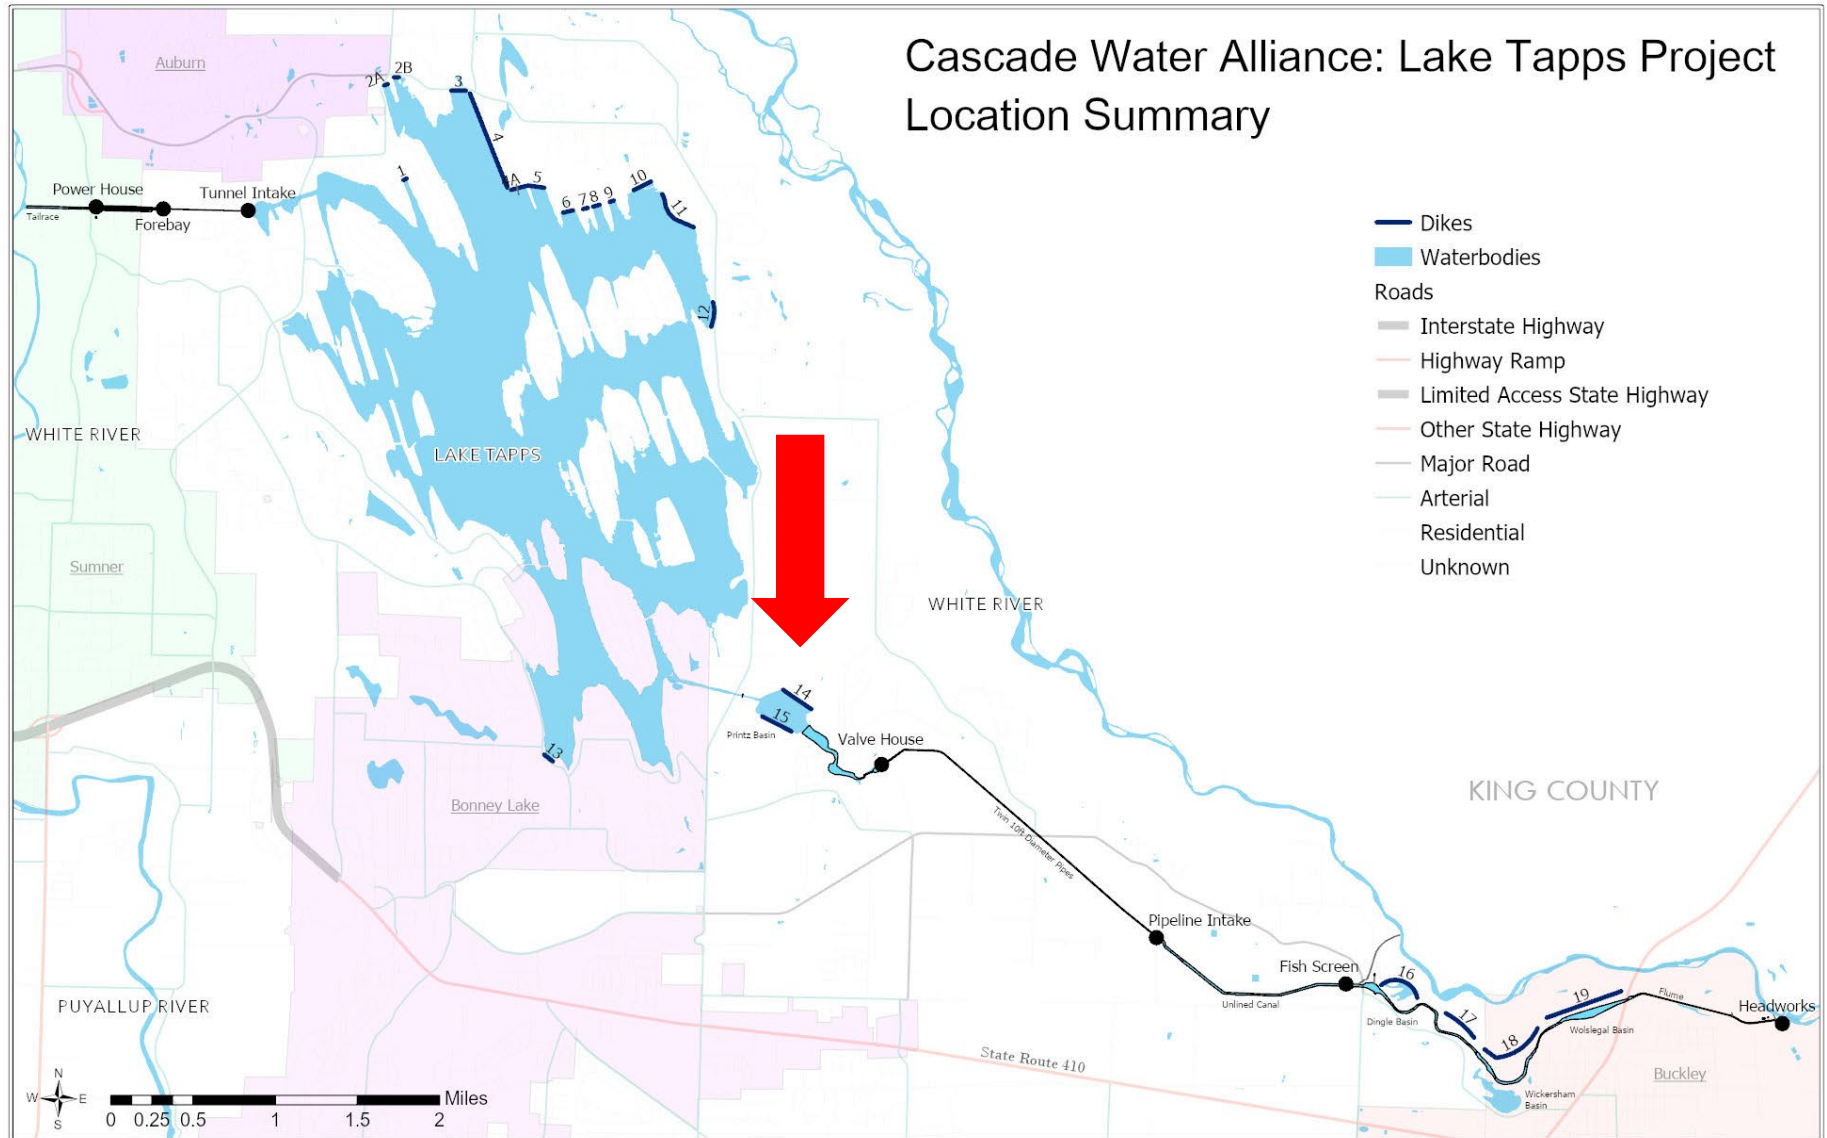 Cascade Water Alliance: Lake Tapps Project
Location Summary
Auburn
2A
2B
3
4
1
4A
5
6
7
8
9
10
11
12
Power House
Tunnel Intake
Tailrace
Forebay
Dikes
Waterbodies
Roads
Interstate Highway
Highway Ramp
Limited Access State Highway
Other State Highway
Major Road
Arterial
Residential
Unknown
WHITE RIVER
LAKE TAPPS
Sumner
WHITE RIVER
14
15
Printz Basin
Valve House
13
Bonney Lake
KING COUNTY
Twin 10ft Diameter Pipes
Pipeline Intake
Fish Screen
16
Unlined Canal
Dingle Basin
17
18
19
Wolslegal Basin
Flume
Headworks
PUYALLUP RIVER
State Route 410
Buckley
Wickersham
Basin
N
W
E
S
0 0.25 0.5 1 1.5 2
Miles